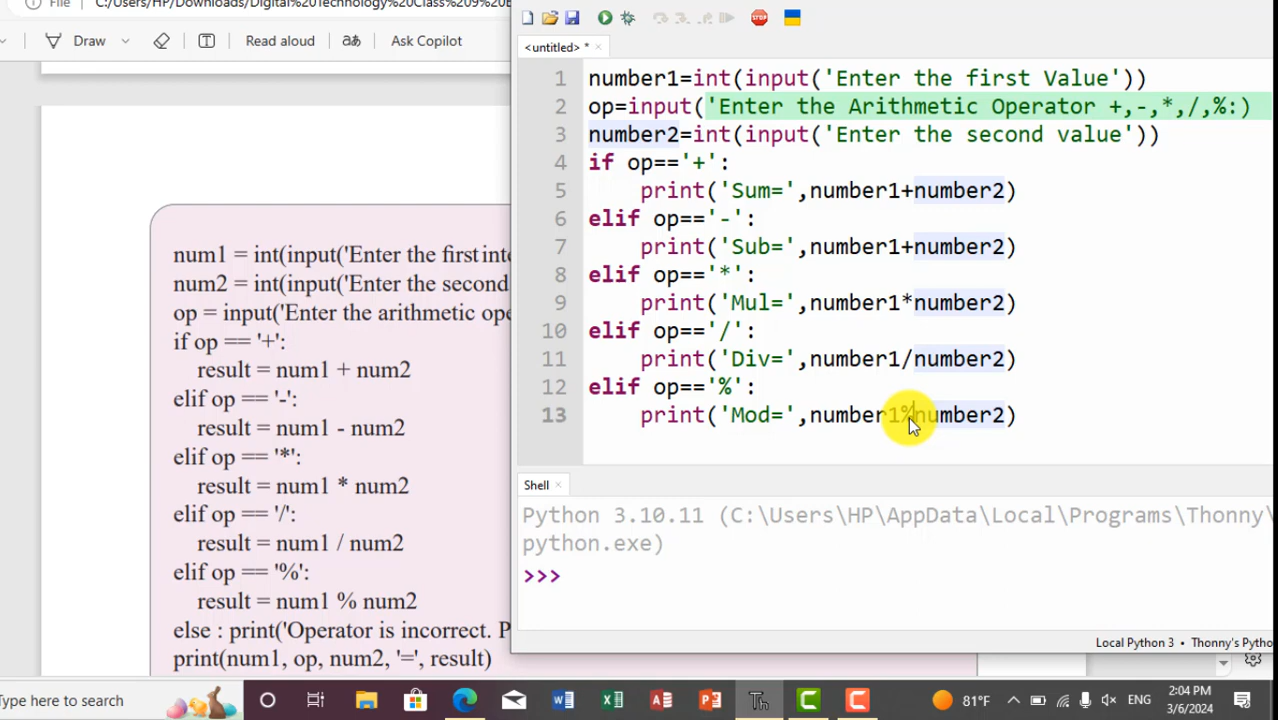 File C:/Users/HP/Downloads/Digital%20Technology%20Class%209%20E
Draw Read aloud aあ Ask Copilot
num1 = int(input('Enter the first inte
num2 = int(input('Enter the second
op = input('Enter the arithmetic ope
if op == '+':
result = num1 + num2
elif op == '-':
result = num1 - num2
elif op == '*':
result = num1 * num2
elif op == '/':
result = num1 / num2
elif op == '%':
result = num1 % num2
else : print('Operator is incorrect. P
print(num1, op, num2, '=', result)
STOP
<untitled> * ×
1 number1=int(input('Enter the first Value'))
2 op=input('Enter the Arithmetic Operator +,-,*,/,%:)
3 number2=int(input('Enter the second value'))
4 if op=='+':
5 print('Sum=',number1+number2)
6 elif op=='-':
7 print('Sub=',number1+number2)
8 elif op=='*':
9 print('Mul=',number1*number2)
10 elif op=='/':
11 print('Div=',number1/number2)
12 elif op=='%':
13 print('Mod=',number1%number2)
Shell ×
Python 3.10.11 (C:\Users\HP\AppData\Local\Programs\Thonny\
python.exe)
>>>
Local Python 3 • Thonny's Pytho
Type here to search
81°F ENG 2:04 PM
3/6/2024